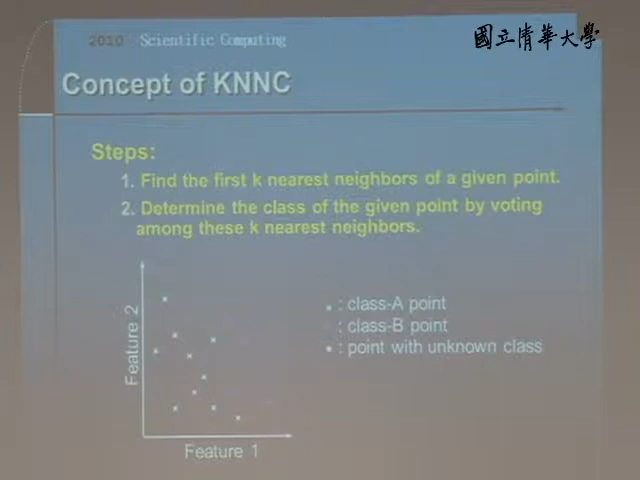 2010 Scientific Computing
國立清華大學
Concept of KNNC
Steps:
1. Find the first k nearest neighbors of a given point.
2. Determine the class of the given point by voting
among these k nearest neighbors.
Feature 2
: class-A point
: class-B point
: point with unknown class
Feature 1